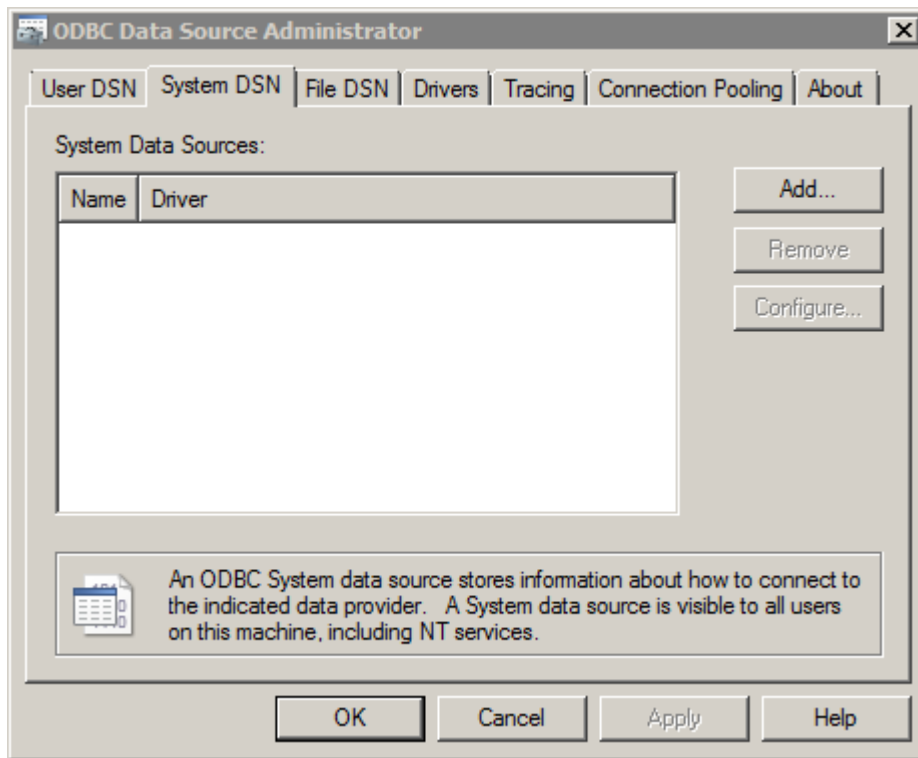 ODBC Data Source Administrator
User DSN System DSN File DSN Drivers Tracing Connection Pooling About
System Data Sources:
Name Driver
Add...
Remove
Configure...
An ODBC System data source stores information about how to connect to
the indicated data provider. A System data source is visible to all users
on this machine, including NT services.
OK Cancel Apply Help